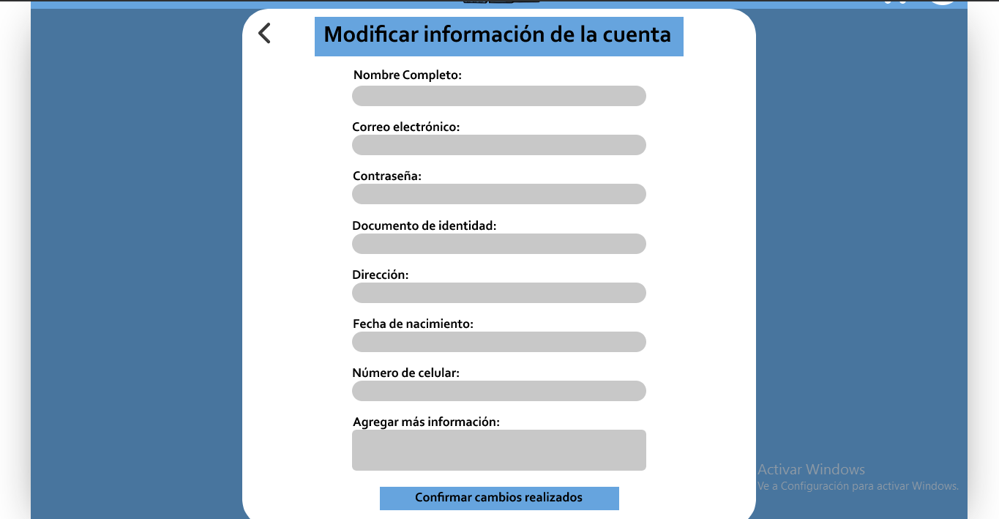 Modificar información de la cuenta
Nombre Completo:
Correo electrónico:
Contraseña:
Documento de identidad:
Dirección:
Fecha de nacimiento:
Número de celular:
Agregar más información:
Confirmar cambios realizados
Activar Windows
Ve a Configuración para activar Windows.